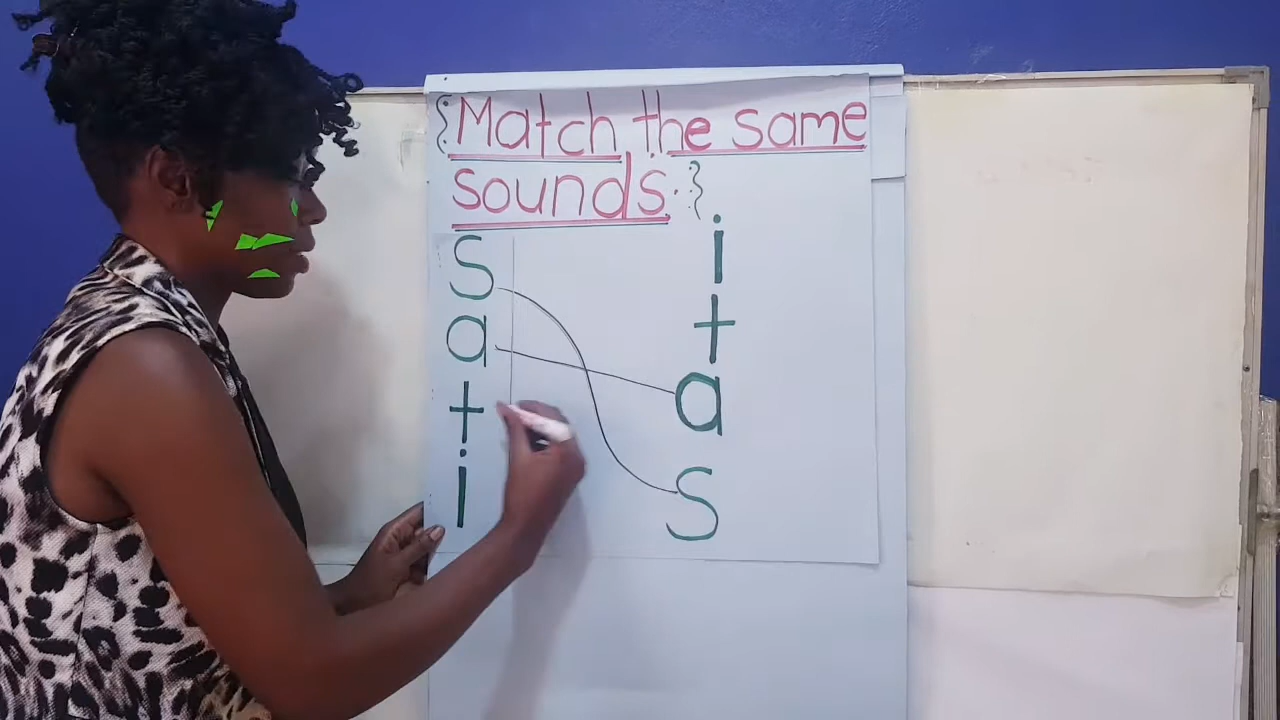 {Match the same
sounds.}
s i
a t
t a
i s